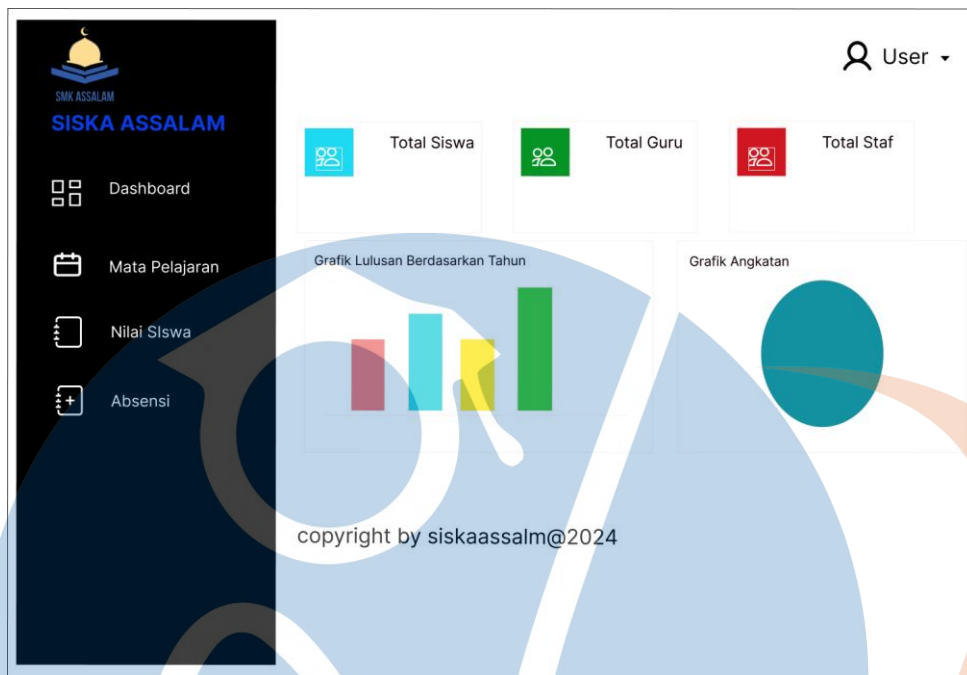 SMK ASSALAM
SISKA ASSALAM
Dashboard
Mata Pelajaran
Nilai SIswa
Absensi
User
Total Siswa
Total Guru
Total Staf
Grafik Lulusan Berdasarkan Tahun
Grafik Angkatan
copyright by siskaassalm@2024